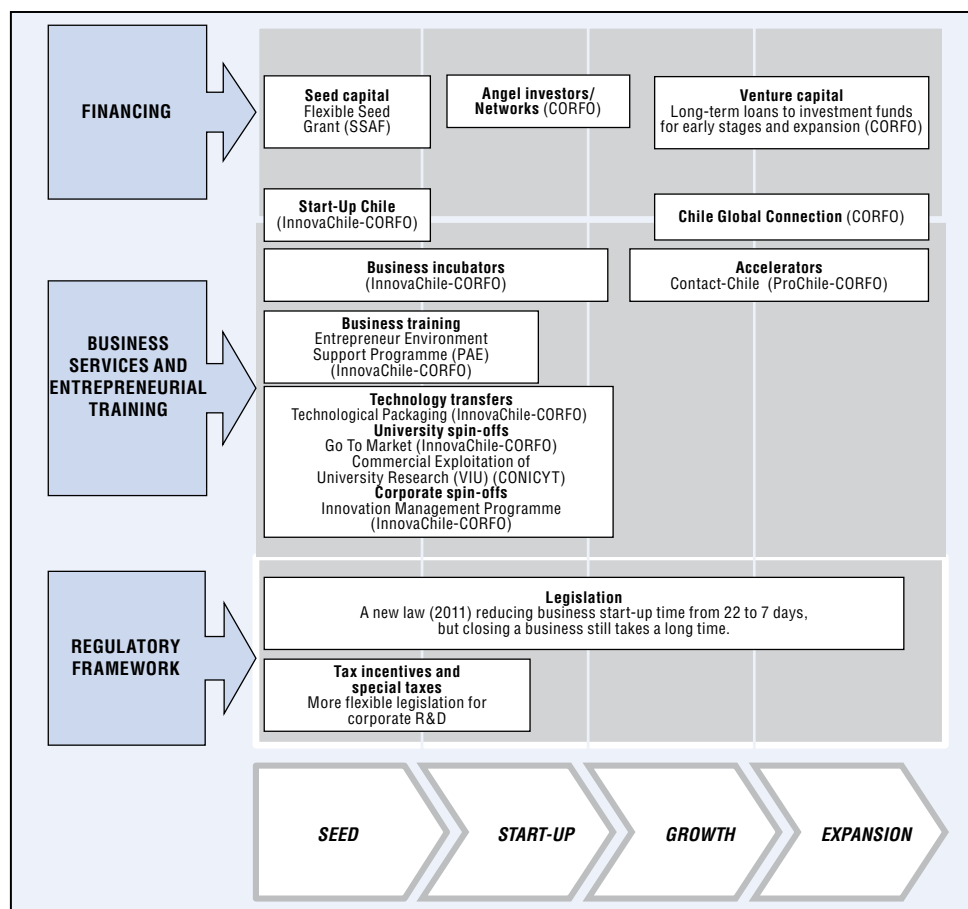 FINANCING
Seed capital
Flexible Seed
Grant (SSAF)
Angel investors/
Networks (CORFO)
Venture capital
Long-term loans to investment funds
for early stages and expansion (CORFO)
Start-Up Chile
(InnovaChile-CORFO)
Chile Global Connection (CORFO)
BUSINESS
SERVICES AND
ENTREPRENEURIAL
TRAINING
Business incubators
(InnovaChile-CORFO)
Accelerators
Contact-Chile (ProChile-CORFO)
Business training
Entrepreneur Environment
Support Programme (PAE)
(InnovaChile-CORFO)
Technology transfers
Technological Packaging (InnovaChile-CORFO)
University spin-offs
Go To Market (InnovaChile-CORFO)
Commercial Exploitation of
University Research (VIU) (CONICYT)
Corporate spin-offs
Innovation Management Programme
(InnovaChile-CORFO)
REGULATORY
FRAMEWORK
Legislation
A new law (2011) reducing business start-up time from 22 to 7 days,
but closing a business still takes a long time.
Tax incentives and
special taxes
More flexible legislation for
corporate R&D
SEED
START-UP
GROWTH
EXPANSION